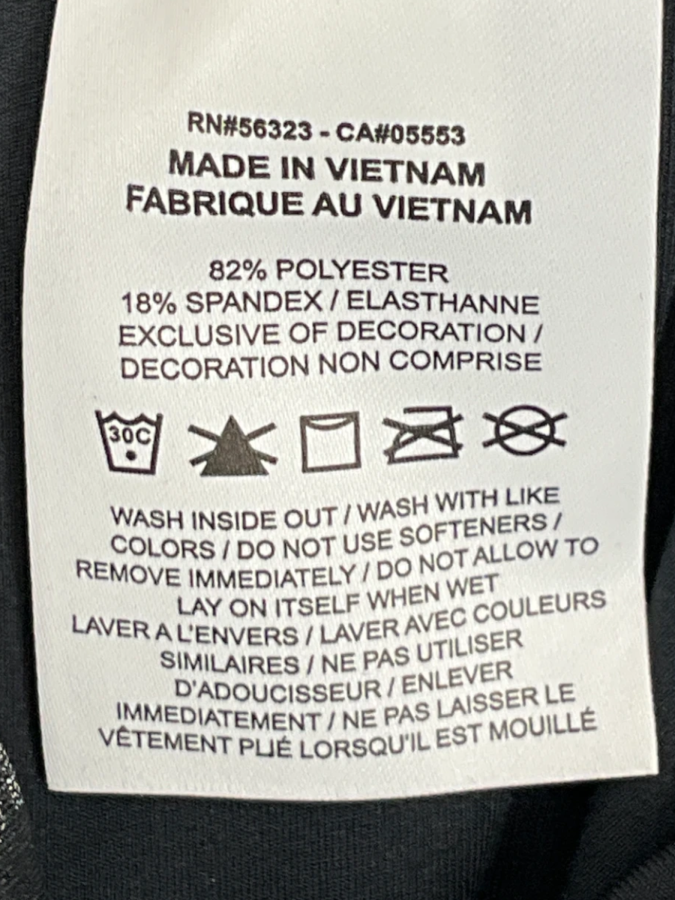 RN#56323 - CA#05553
MADE IN VIETNAM
FABRIQUE AU VIETNAM
82% POLYESTER
18% SPANDEX / ELASTHANNE
EXCLUSIVE OF DECORATION /
DECORATION NON COMPRISE
30C
WASH INSIDE OUT / WASH WITH LIKE
COLORS / DO NOT USE SOFTENERS /
REMOVE IMMEDIATELY / DO NOT ALLOW TO
LAY ON ITSELF WHEN WET
LAVER A L'ENVERS / LAVER AVEC COULEURS
SIMILAIRES / NE PAS UTILISER
D'ADOUCISSEUR / ENLEVER
IMMEDIATEMENT / NE PAS LAISSER LE
VÊTEMENT PLIÉ LORSQU'IL EST MOUILLÉ